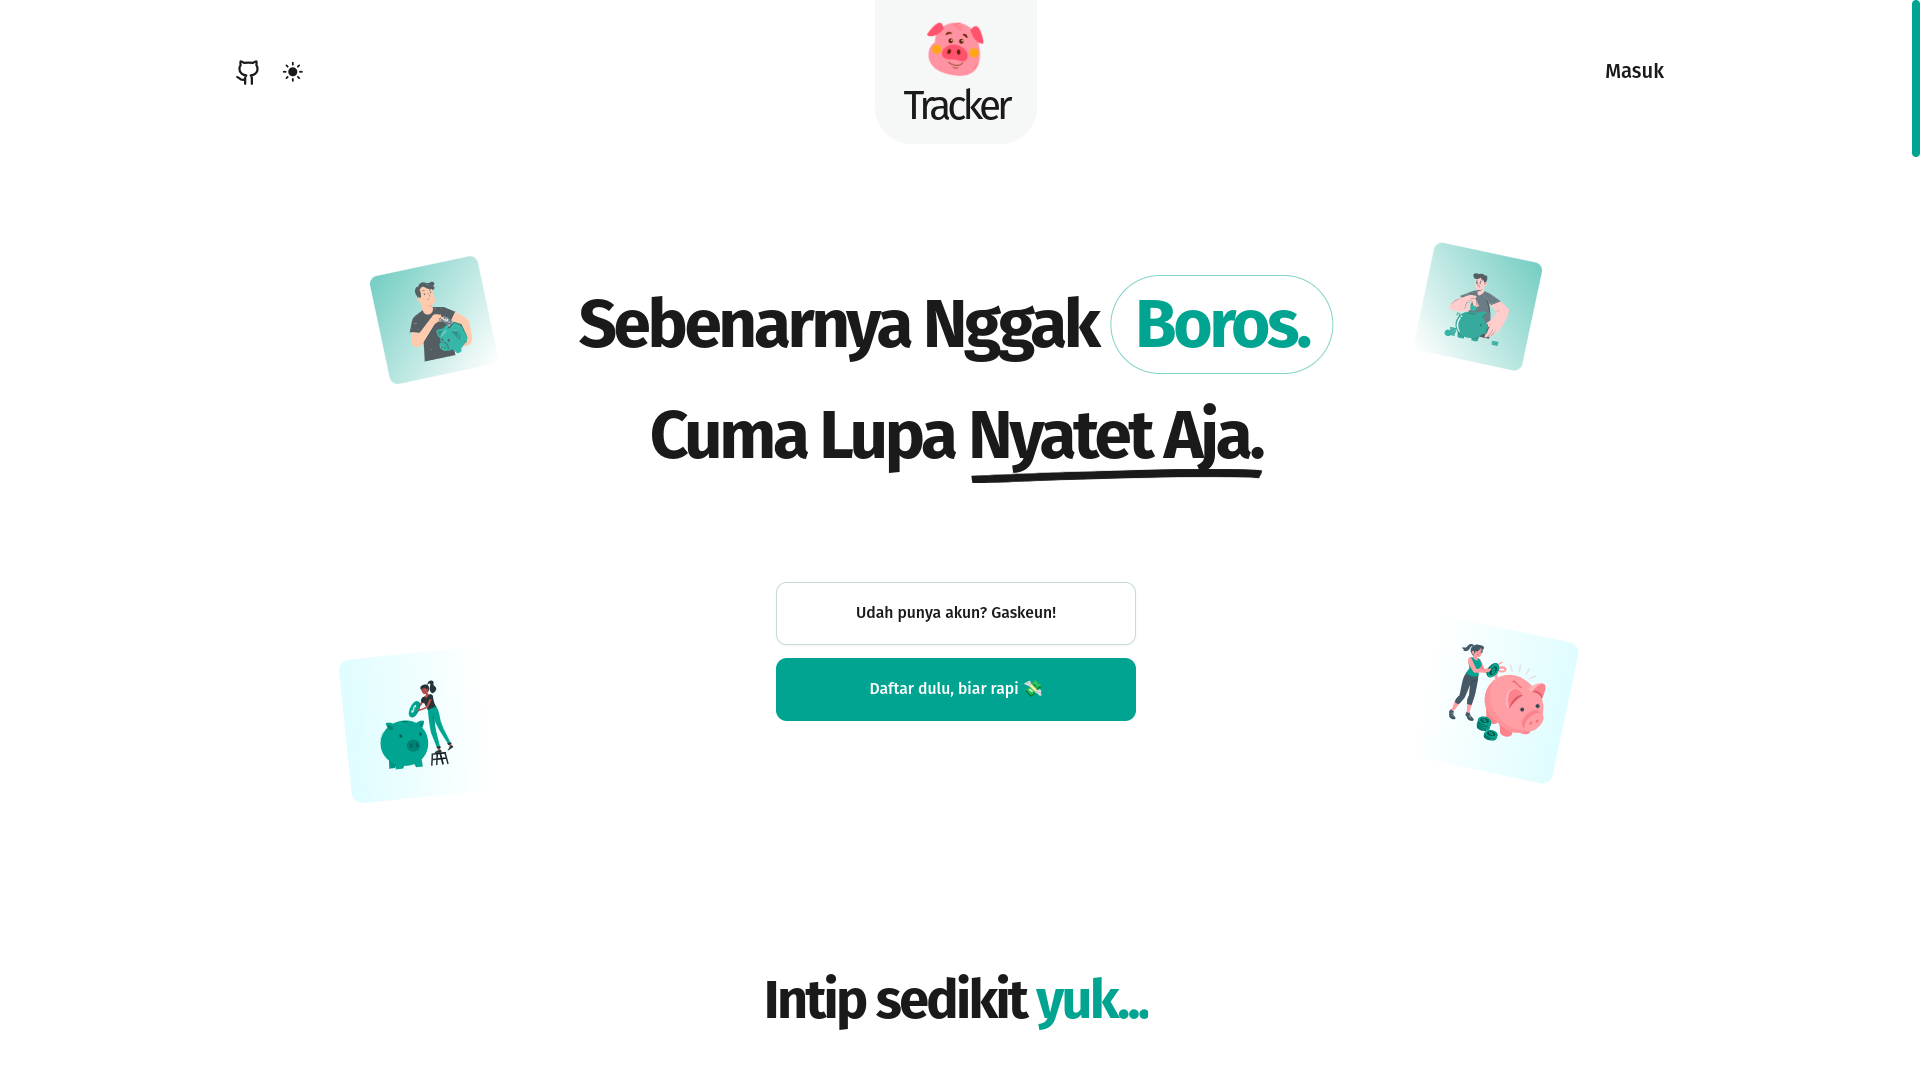 Tracker
Masuk
Sebenarnya Nggak Boros.
Cuma Lupa Nyatet Aja.
Udah punya akun? Gaskeun!
Daftar dulu, biar rapi 💸
Intip sedikit yuk...